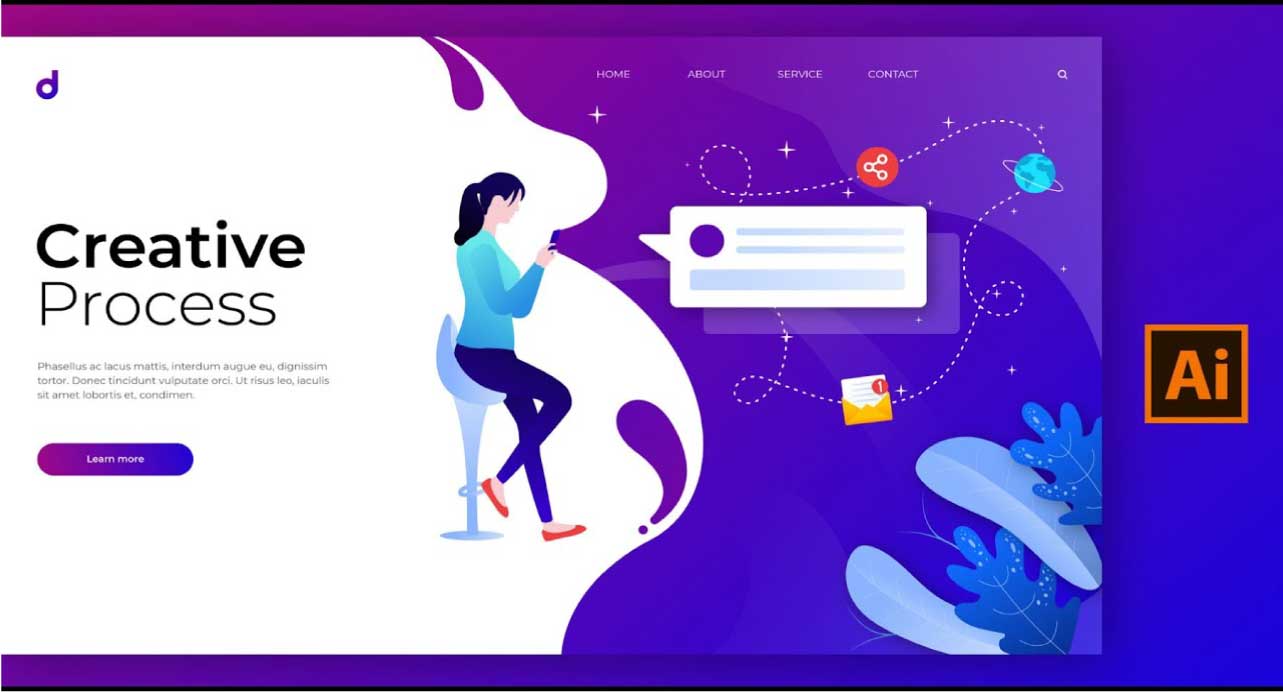 d
HOME ABOUT SERVICE CONTACT
Creative
Process
Phasellus ac lacus mattis, interdum augue eu, dignissim
tortor. Donec tincidunt vulputate orci. Ut risus leo, iaculis
sit amet lobortis et, condimen.
Learn more
1
Ai